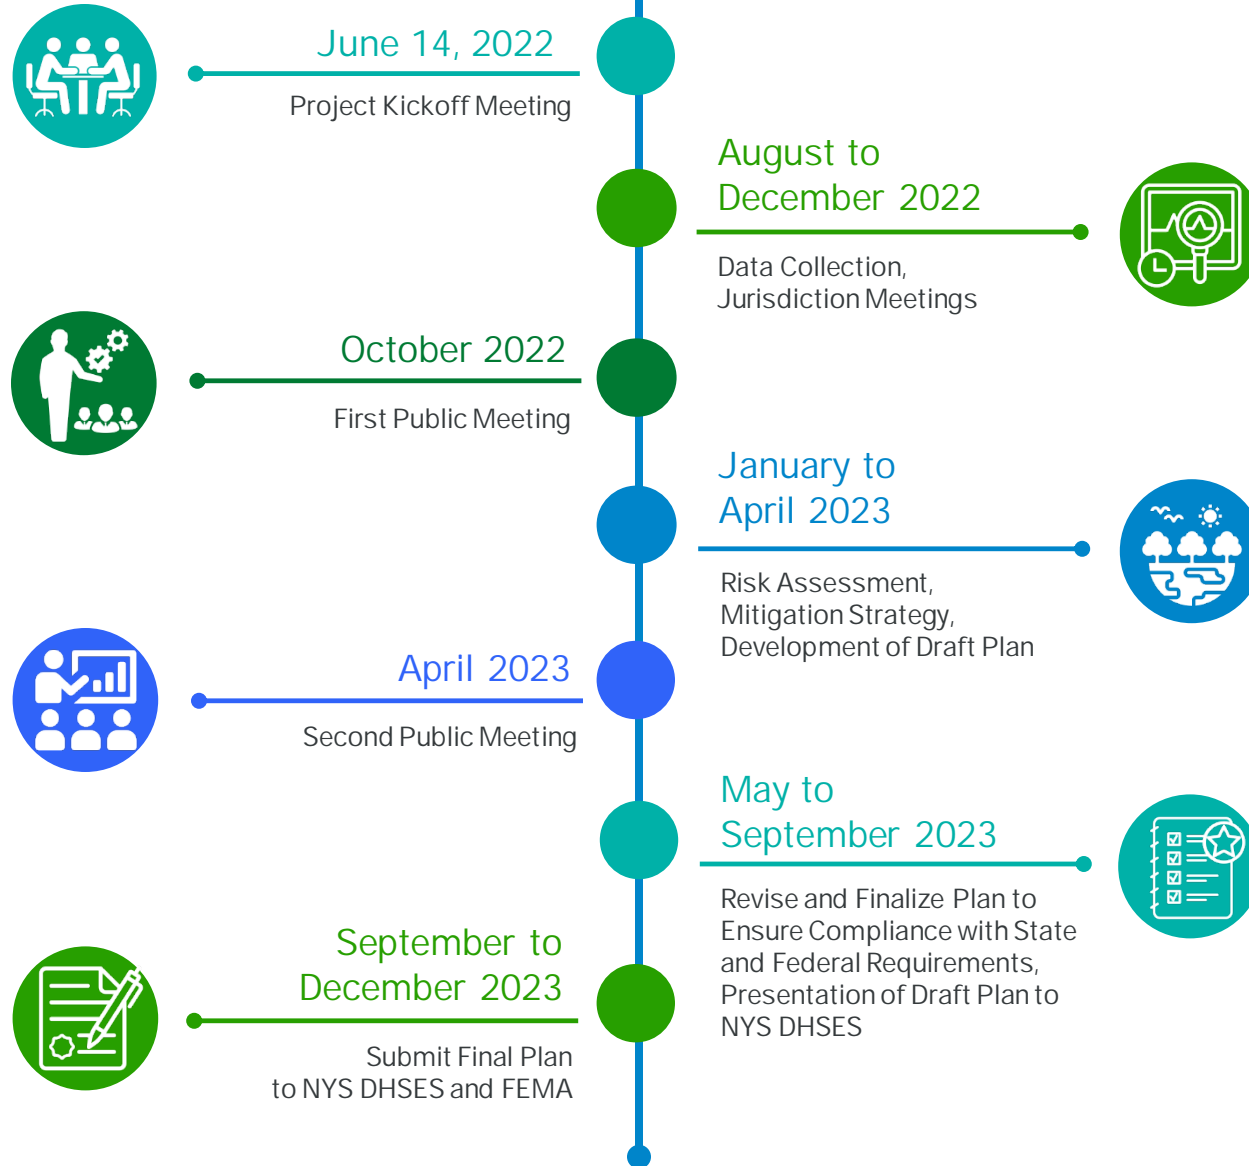 June 14, 2022
Project Kickoff Meeting
August to
December 2022
Data Collection,
Jurisdiction Meetings
October 2022
First Public Meeting
January to
April 2023
Risk Assessment,
Mitigation Strategy,
Development of Draft Plan
April 2023
Second Public Meeting
May to
September 2023
Revise and Finalize Plan to
Ensure Compliance with State
and Federal Requirements,
Presentation of Draft Plan to
NYS DHSES
September to
December 2023
Submit Final Plan
to NYS DHSES and FEMA